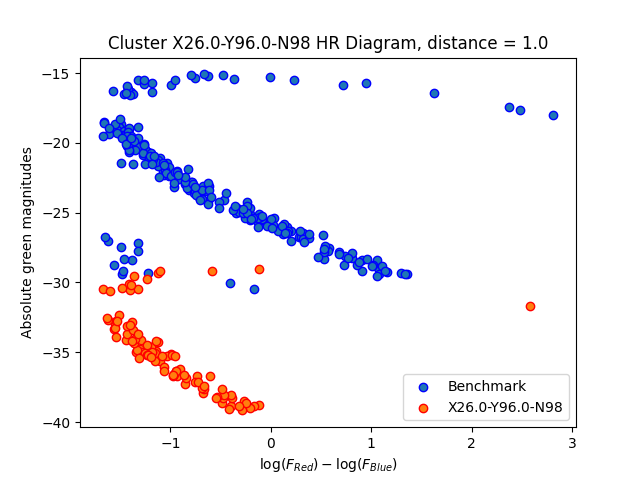 Cluster X26.0-Y96.0-N98 HR Diagram, distance = 1.0
Absolute green magnitudes
−15
−20
−25
−30
−35
−40
−1
0
1
2
3
log(F_Red) − log(F_Blue)
Benchmark
X26.0-Y96.0-N98